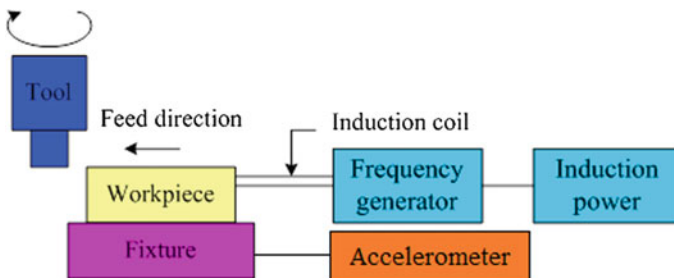 Tool
Feed direction
Induction coil
Workpiece
Frequency
generator
Induction
power
Fixture
Accelerometer